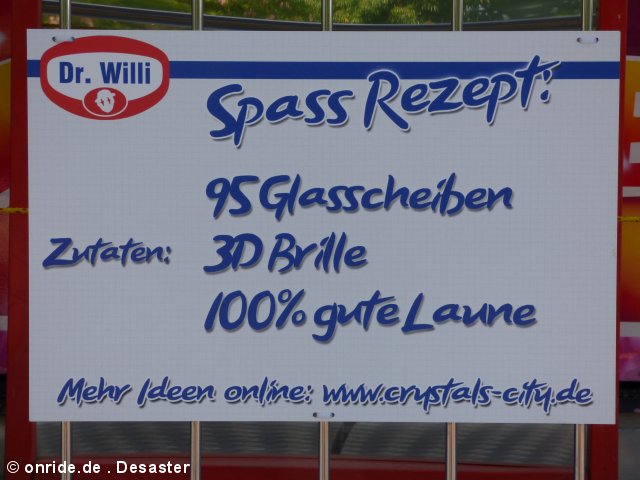 Dr. Willi
Spass Rezept:
95 Glasscheiben
Zutaten: 3D Brille
100% gute Laune
Mehr Ideen online: www.crystals-city.de
© onride.de . Desaster